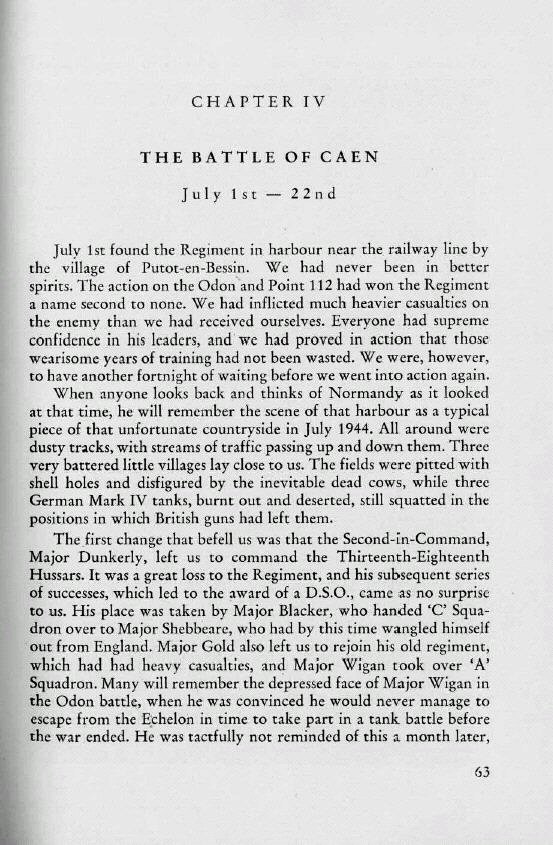 CHAPTER IV
THE BATTLE OF CAEN
July 1st — 22nd
July 1st found the Regiment in harbour near the railway line by
the village of Putot-en-Bessin. We had never been in better
spirits. The action on the Odon and Point 112 had won the Regiment
a name second to none. We had inflicted much heavier casualties on
the enemy than we had received ourselves. Everyone had supreme
confidence in his leaders, and we had proved in action that those
wearisome years of training had not been wasted. We were, however,
to have another fortnight of waiting before we went into action again.
When anyone looks back and thinks of Normandy as it looked
at that time, he will remember the scene of that harbour as a typical
piece of that unfortunate countryside in July 1944. All around were
dusty tracks, with streams of traffic passing up and down them. Three
very battered little villages lay close to us. The fields were pitted with
shell holes and disfigured by the inevitable dead cows, while three
German Mark IV tanks, burnt out and deserted, still squatted in the
positions in which British guns had left them.
The first change that befell us was that the Second-in-Command,
Major Dunkerly, left us to command the Thirteenth-Eighteenth
Hussars. It was a great loss to the Regiment, and his subsequent series
of successes, which led to the award of a D.S.O., came as no surprise
to us. His place was taken by Major Blacker, who handed ‘C’ Squa-
dron over to Major Shebbeare, who had by this time wangled himself
out from England. Major Gold also left us to rejoin his old regiment,
which had had heavy casualties, and Major Wigan took over ‘A’
Squadron. Many will remember the depressed face of Major Wigan in
the Odon battle, when he was convinced he would never manage to
escape from the Echelon in time to take part in a tank battle before
the war ended. He was tactfully not reminded of this a month later,
63